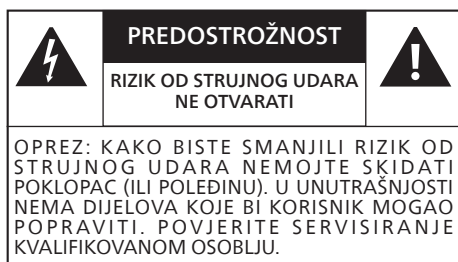 PREDOSTROŽNOST
RIZIK OD STRUJNOG UDARA
NE OTVARATI
OPREZ: KAKO BISTE SMANJILI RIZIK OD
STRUJNOG UDARA NEMOJTE SKIDATI
POKLOPAC (ILI POLEĐINU). U UNUTRAŠNJOSTI
NEMA DIJELOVA KOJE BI KORISNIK MOGAO
POPRAVITI. POVJERITE SERVISIRANJE
KVALIFIKOVANOM OSOBLJU.